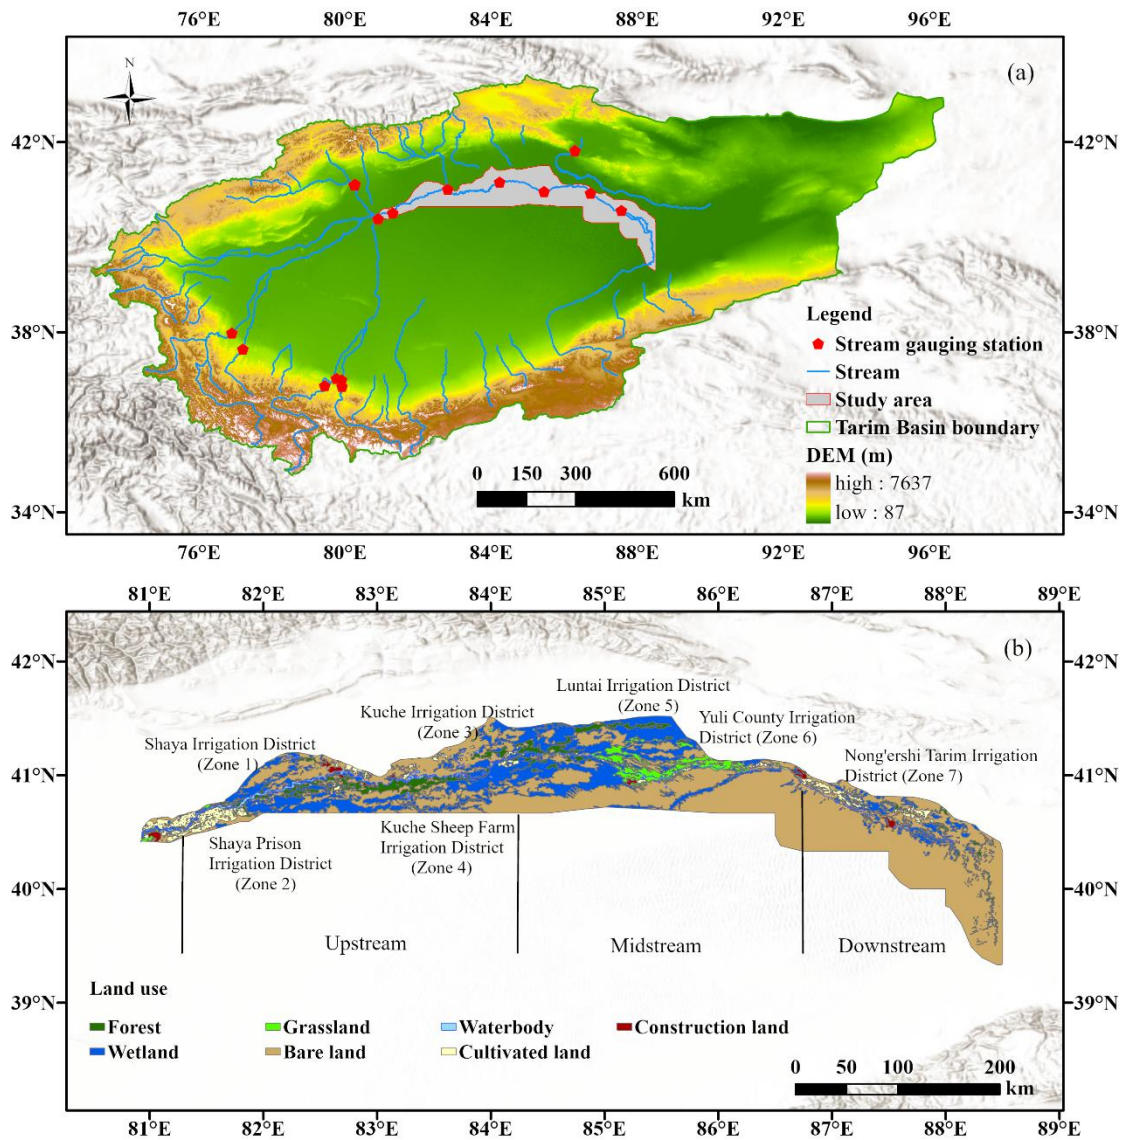 76°E 80°E 84°E 88°E 92°E 96°E
(a)
N
42°N 42°N
38°N 38°N
34°N 34°N
Legend
Stream gauging station
Stream
Study area
Tarim Basin boundary
DEM (m)
high : 7637
low : 87
0 150 300 600
km
76°E 80°E 84°E 88°E 92°E 96°E
81°E 82°E 83°E 84°E 85°E 86°E 87°E 88°E 89°E
(b)
42°N 42°N
41°N 41°N
40°N 40°N
39°N 39°N
Luntai Irrigation District
(Zone 5)
Kuche Irrigation District
(Zone 3)
Yuli County Irrigation
District (Zone 6)
Shaya Irrigation District
(Zone 1)
Nong'ershi Tarim Irrigation
District (Zone 7)
Shaya Prison
Irrigation District
(Zone 2)
Kuche Sheep Farm
Irrigation District
(Zone 4)
Upstream Midstream Downstream
Land use
Forest Grassland Waterbody Construction land
Wetland Bare land Cultivated land
0 50 100 200
km
81°E 82°E 83°E 84°E 85°E 86°E 87°E 88°E 89°E